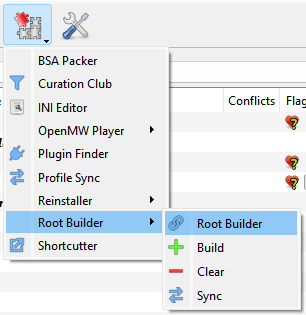 BSA Packer
Curation Club
INI Editor
OpenMW Player
Plugin Finder
Profile Sync
Reinstaller
Root Builder
Shortcutter
Conflicts
Flag
Root Builder
Build
Clear
Sync